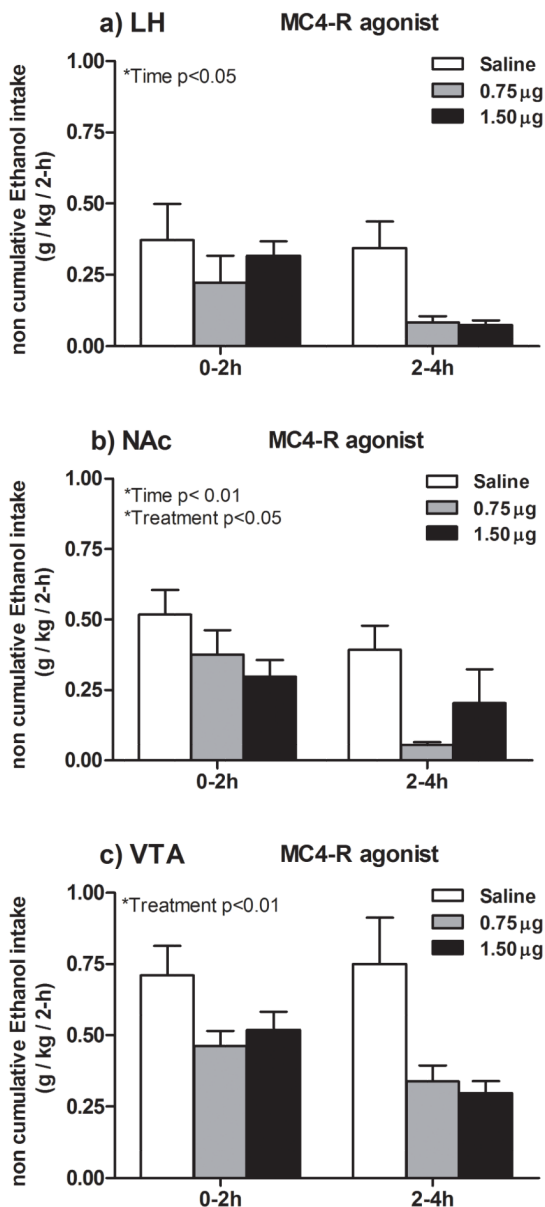 a) LH MC4-R agonist
*Time p<0.05
Saline
0.75 μg
1.50 μg
non cumulative Ethanol intake
(g / kg / 2-h)
1.00
0.75
0.50
0.25
0.00
0-2h 2-4h
b) NAc MC4-R agonist
*Time p< 0.01
*Treatment p<0.05
Saline
0.75 μg
1.50 μg
non cumulative Ethanol intake
(g / kg / 2-h)
1.00
0.75
0.50
0.25
0.00
0-2h 2-4h
c) VTA MC4-R agonist
*Treatment p<0.01
Saline
0.75 μg
1.50 μg
non cumulative Ethanol intake
(g / kg / 2-h)
1.00
0.75
0.50
0.25
0.00
0-2h 2-4h